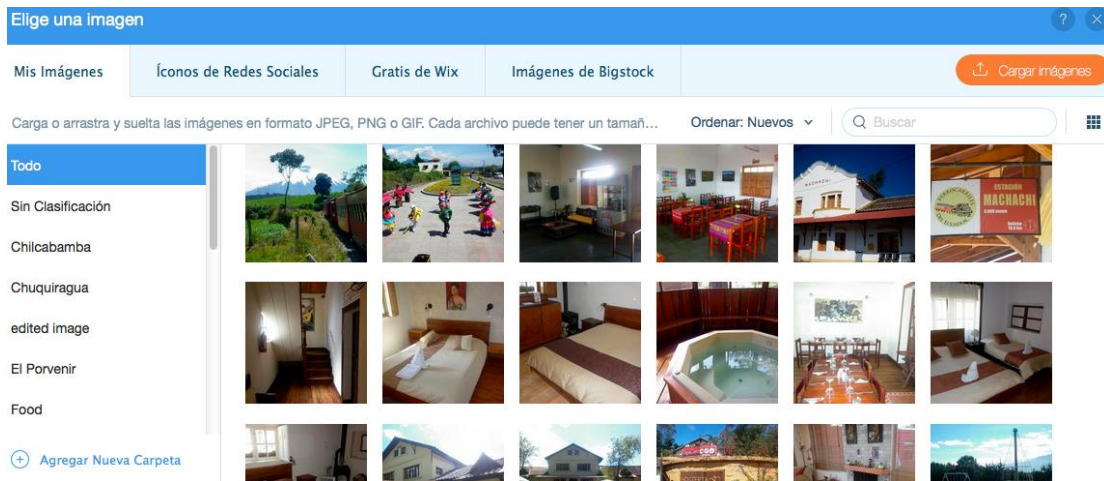 Elige una imagen
?
Mis Imágenes
Íconos de Redes Sociales
Gratis de Wix
Imágenes de Bigstock
Cargar imágenes
Carga o arrastra y suelta las imágenes en formato JPEG, PNG o GIF. Cada archivo puede tener un tamañ...
Ordenar: Nuevos
Buscar
Todo
Sin Clasificación
Chilcabamba
Chuquiragua
edited image
El Porvenir
Food
Agregar Nueva Carpeta
MACHACHI
ESTACIÓN
MACHACHI